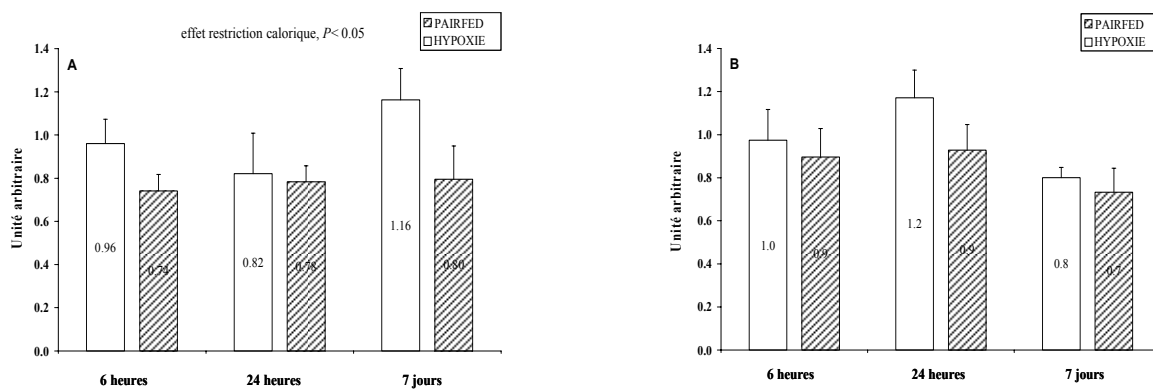 effet restriction calorique, P< 0.05
PAIRFED
HYPOXIE
A
Unité arbitraire
1.4
1.2
1.0
0.8
0.6
0.4
0.2
0.0
0.96
0.74
0.82
0.78
1.16
0.80
6 heures
24 heures
7 jours
PAIRFED
HYPOXIE
B
Unité arbitraire
1.4
1.2
1.0
0.8
0.6
0.4
0.2
0.0
1.0
0.9
1.2
0.9
0.8
0.7
6 heures
24 heures
7 jours